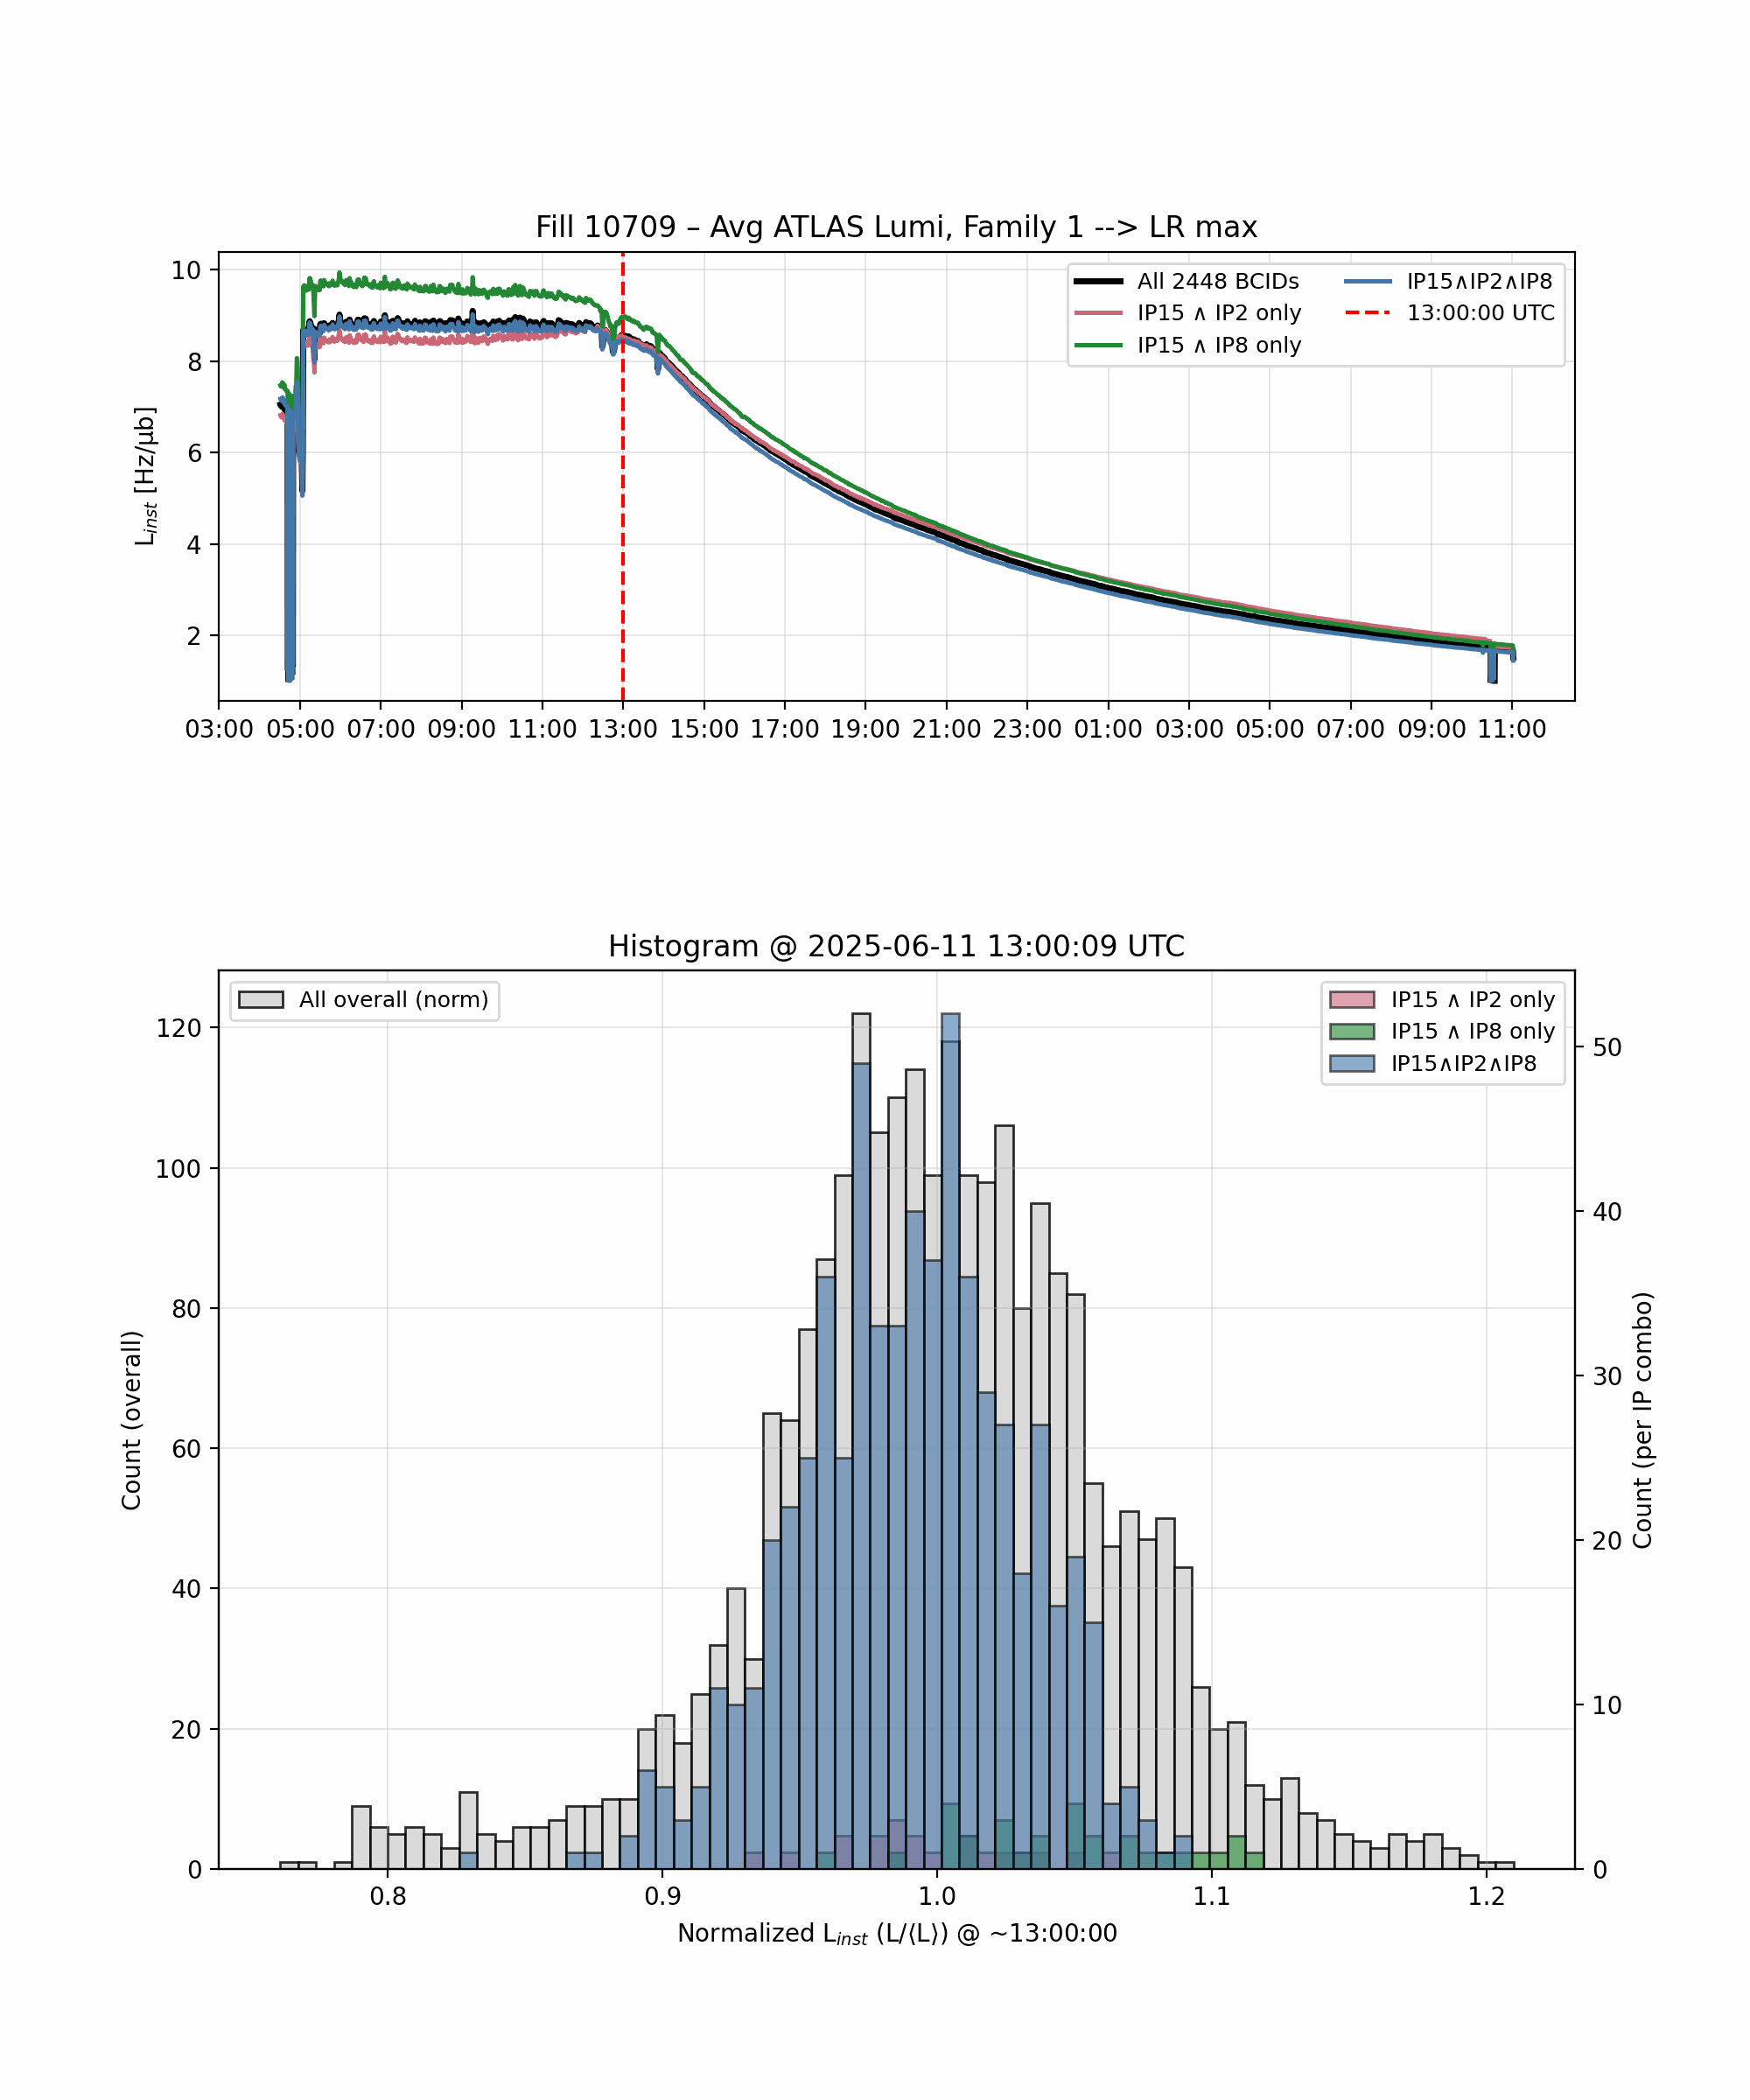 Fill 10709 – Avg ATLAS Lumi, Family 1 --> LR max
L_inst [Hz/μb]
10
8
6
4
2
All 2448 BCIDs
IP15 ∧ IP2 only
IP15 ∧ IP8 only
IP15∧IP2∧IP8
13:00:00 UTC
03:00 05:00 07:00 09:00 11:00 13:00 15:00 17:00 19:00 21:00 23:00 01:00 03:00 05:00 07:00 09:00 11:00
Histogram @ 2025-06-11 13:00:09 UTC
Count (overall)
120
100
80
60
40
20
0
All overall (norm)
IP15 ∧ IP2 only
IP15 ∧ IP8 only
IP15∧IP2∧IP8
50
40
30
20
10
0
Count (per IP combo)
0.8 0.9 1.0 1.1 1.2
Normalized L_inst (L/⟨L⟩) @ ~13:00:00